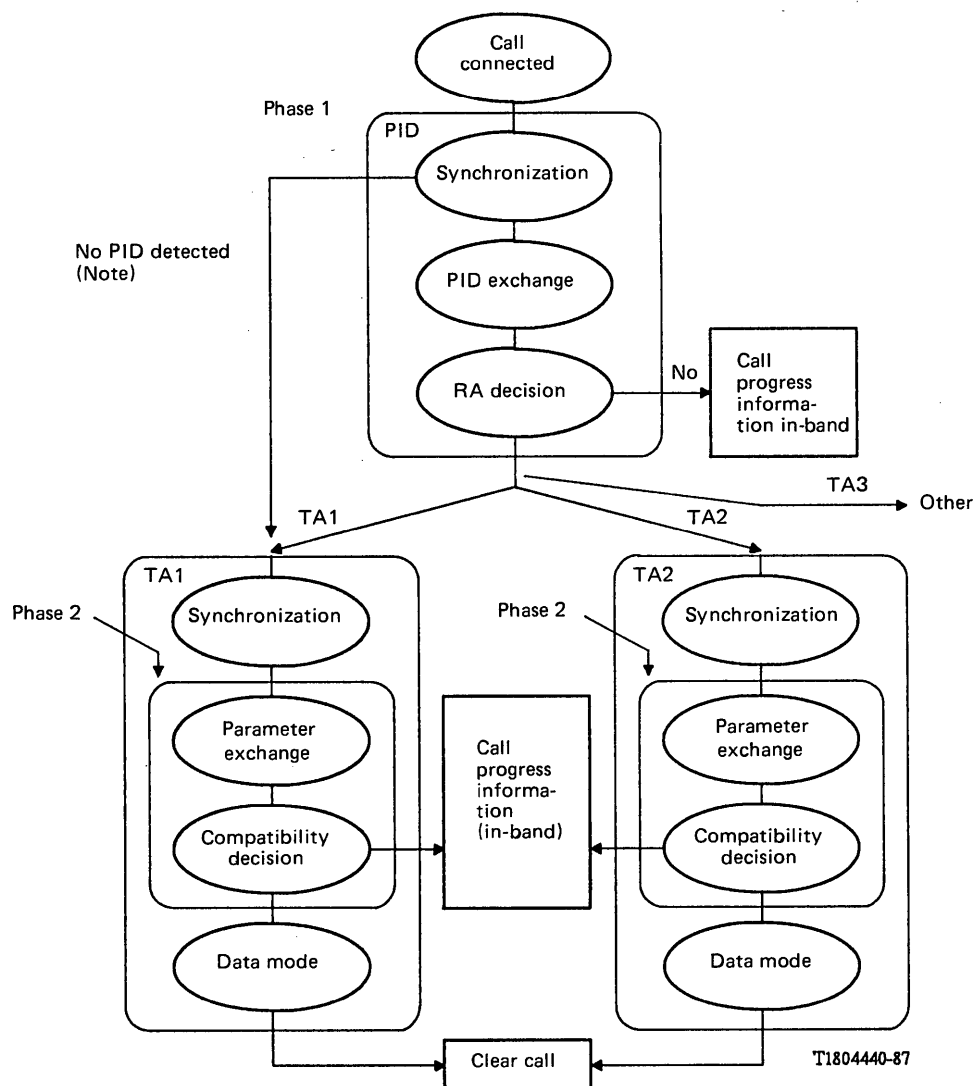 Call
connected
Phase 1
PID
Synchronization
No PID detected
(Note)
PID exchange
RA decision
No
Call
progress
informa-
tion in-band
TA3
Other
TA1
TA2
TA1
TA2
Phase 2
Synchronization
Phase 2
Synchronization
Parameter
exchange
Call
progress
informa-
tion
(in-band)
Parameter
exchange
Compatibility
decision
Compatibility
decision
Data mode
Data mode
Clear call
T1804440-87